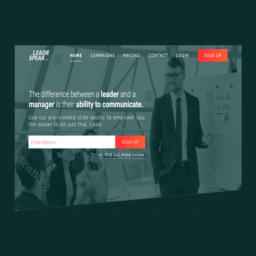 LEADR
SPEAK...
HOME CAMPAIGNS PRICING CONTACT LOGIN SIGN UP
The difference between a leader and a
manager is their ability to communicate.
Use our pre-created slide decks, to empower you
the leader to do just that. Lead.
SIGN UP
or, find out more below